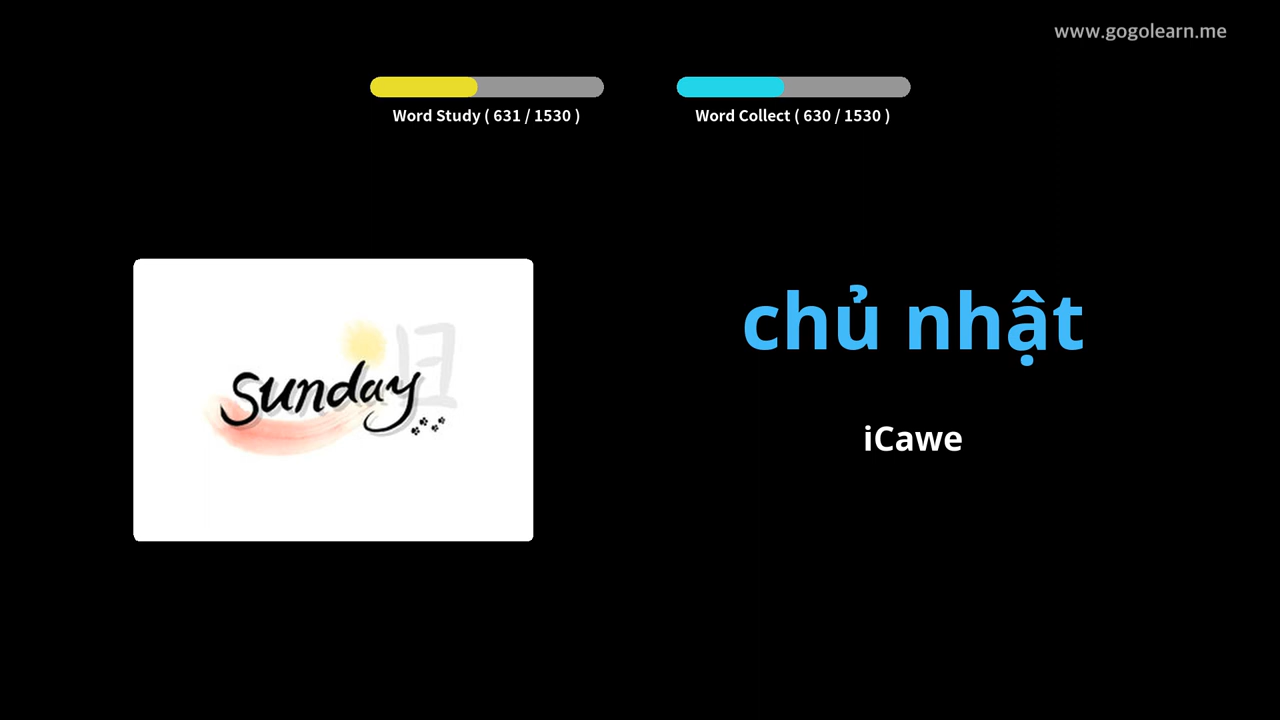 www.gogolearn.me
Word Study ( 631 / 1530 )
Word Collect ( 630 / 1530 )
Sunday
chủ nhật
iCawe